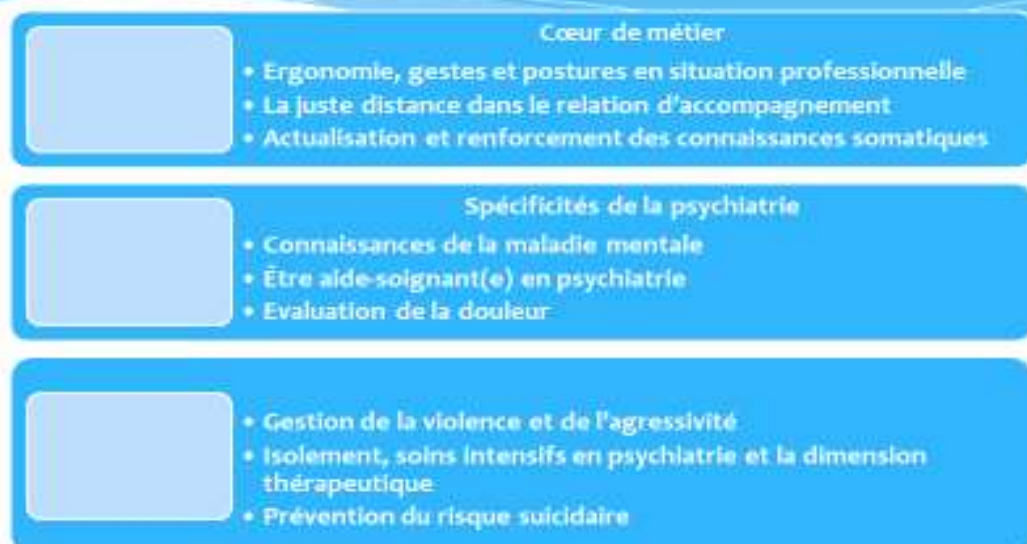 Cœur de métier
• Ergonomie, gestes et postures en situation professionnelle
• La juste distance dans le relation d'accompagnement
• Actualisation et renforcement des connaissances somatiques
Spécificités de la psychiatrie
• Connaissances de la maladie mentale
• Être aide-soignant(e) en psychiatrie
• Evaluation de la douleur
• Gestion de la violence et de l'agressivité
• Isolement, soins intensifs en psychiatrie et la dimension
thérapeutique
• Prévention du risque suicidaire